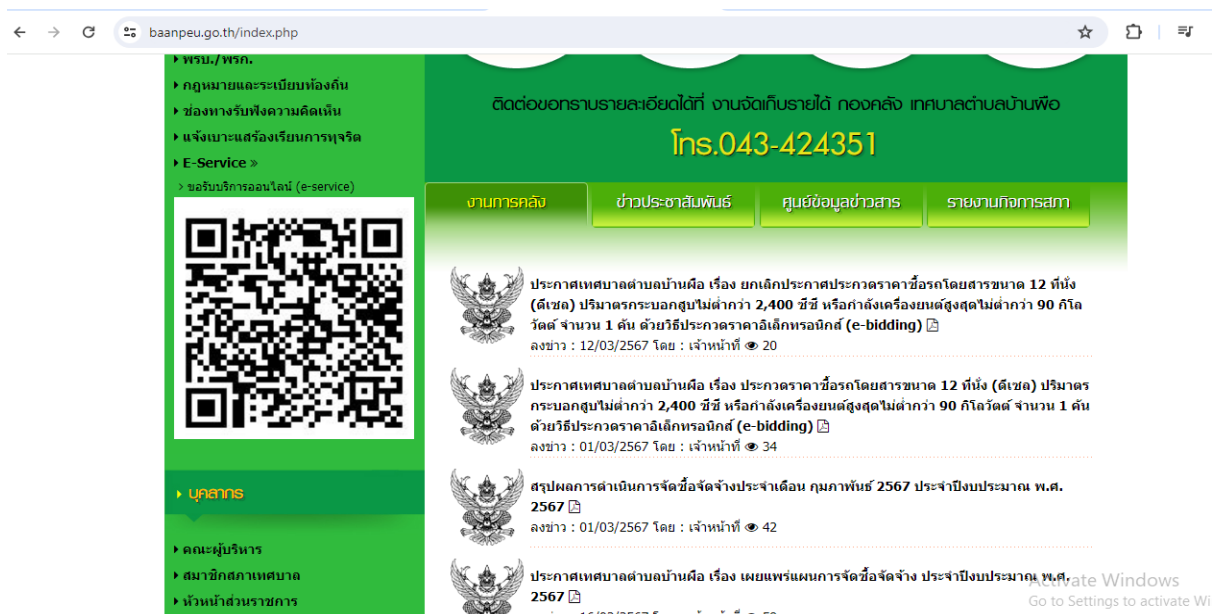 baanpeu.go.th/index.php
พรบ./พรก.
กฎหมายและระเบียบท้องถิ่น
ช่องทางรับฟังความคิดเห็น
แจ้งเบาะแสร้องเรียนการทุจริต
E-Service »
> ขอรับบริการออนไลน์ (e-service)
บุคลากร
คณะผู้บริหาร
สมาชิกสภาเทศบาล
หัวหน้าส่วนราชการ
ติดต่อขอทราบรายละเอียดได้ที่ งานจัดเก็บรายได้ กองคลัง เทศบาลตำบลบ้านผือ
โทร.043-424351
งานการคลัง
ข่าวประชาสัมพันธ์
ศูนย์ข้อมูลข่าวสาร
รายงานกิจการสภา
ประกาศเทศบาลตำบลบ้านผือ เรื่อง ยกเลิกประกาศประกวดราคาซื้อรถโดยสารขนาด 12 ที่นั่ง
(ดีเซล) ปริมาตรกระบอกสูบไม่ต่ำกว่า 2,400 ซีซี หรือกำลังเครื่องยนต์สูงสุดไม่ต่ำกว่า 90 กิโล
วัตต์ จำนวน 1 คัน ด้วยวิธีประกวดราคาอิเล็กทรอนิกส์ (e-bidding)
ลงข่าว : 12/03/2567 โดย : เจ้าหน้าที่ 20
ประกาศเทศบาลตำบลบ้านผือ เรื่อง ประกวดราคาซื้อรถโดยสารขนาด 12 ที่นั่ง (ดีเซล) ปริมาตร
กระบอกสูบไม่ต่ำกว่า 2,400 ซีซี หรือกำลังเครื่องยนต์สูงสุดไม่ต่ำกว่า 90 กิโลวัตต์ จำนวน 1 คัน
ด้วยวิธีประกวดราคาอิเล็กทรอนิกส์ (e-bidding)
ลงข่าว : 01/03/2567 โดย : เจ้าหน้าที่ 34
สรุปผลการดำเนินการจัดซื้อจัดจ้างประจำเดือน กุมภาพันธ์ 2567 ประจำปีงบประมาณ พ.ศ.
2567
ลงข่าว : 01/03/2567 โดย : เจ้าหน้าที่ 42
ประกาศเทศบาลตำบลบ้านผือ เรื่อง เผยแพร่แผนการจัดซื้อจัดจ้าง ประจำปีงบประมาณ พ.ศ.
2567
Activate Windows
Go to Settings to activate Wi